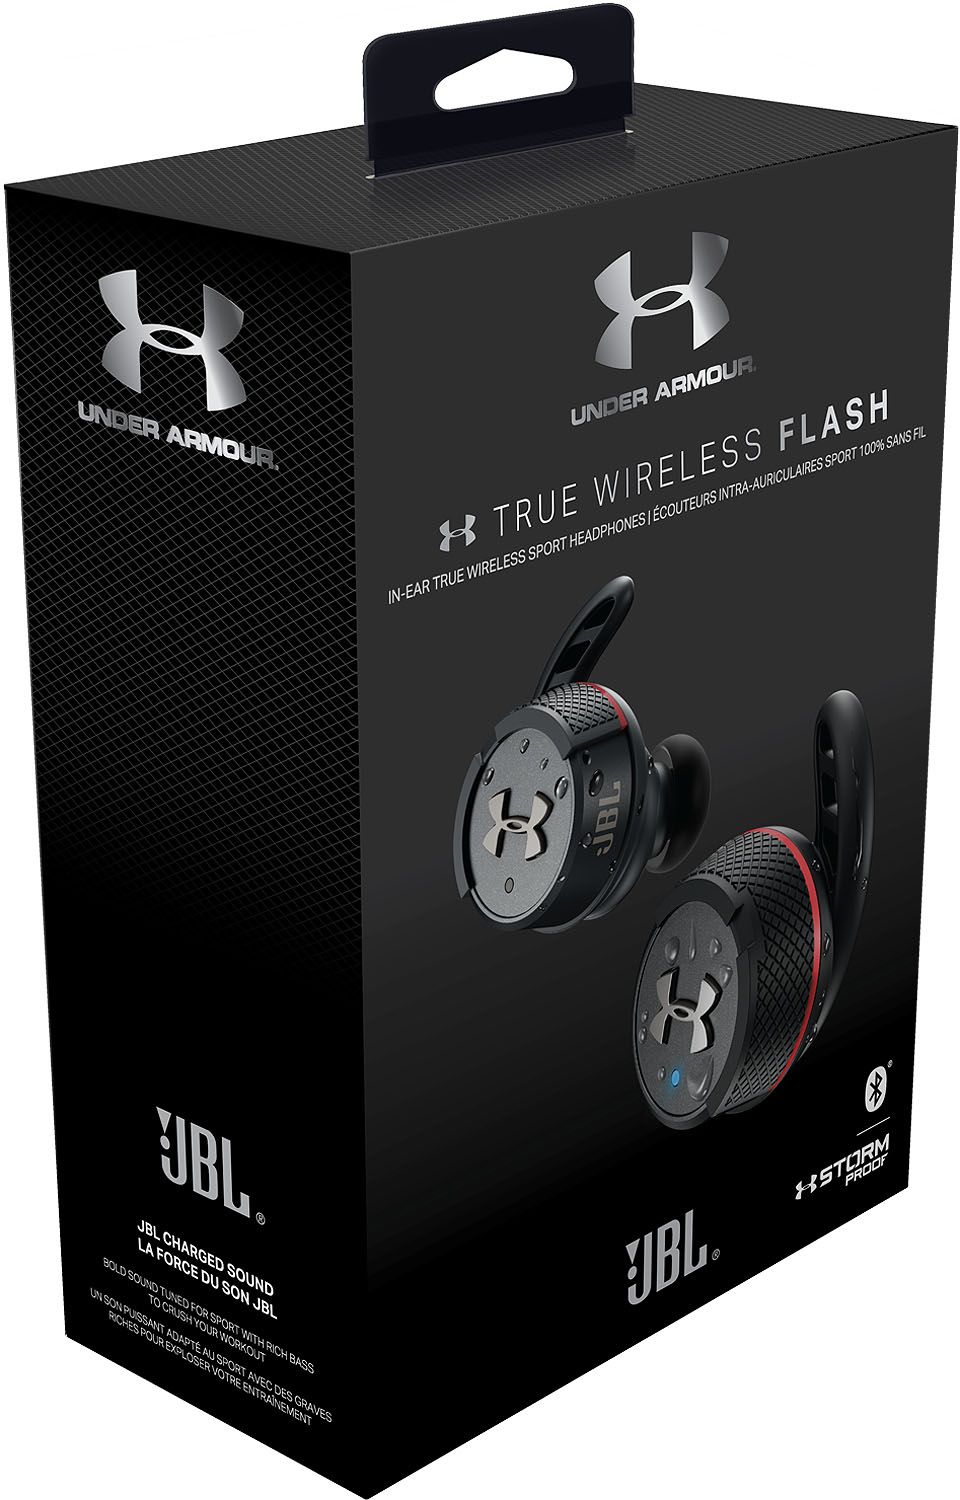 UNDER ARMOUR.
JBL®
JBL CHARGED SOUND
LA FORCE DU SON JBL
BOLD SOUND TUNED FOR SPORT WITH RICH BASS
TO CRUSH YOUR WORKOUT
UN SON PUISSANT ADAPTÉ AU SPORT AVEC DES GRAVES
RICHES POUR EXPLOSER VOTRE ENTRAÎNEMENT
UNDER ARMOUR.
TRUE WIRELESS FLASH
IN-EAR TRUE WIRELESS SPORT HEADPHONES | ÉCOUTEURS INTRA-AURICULAIRES SPORT 100% SANS FIL
JBL
®
STORM
PROOF
JBL®